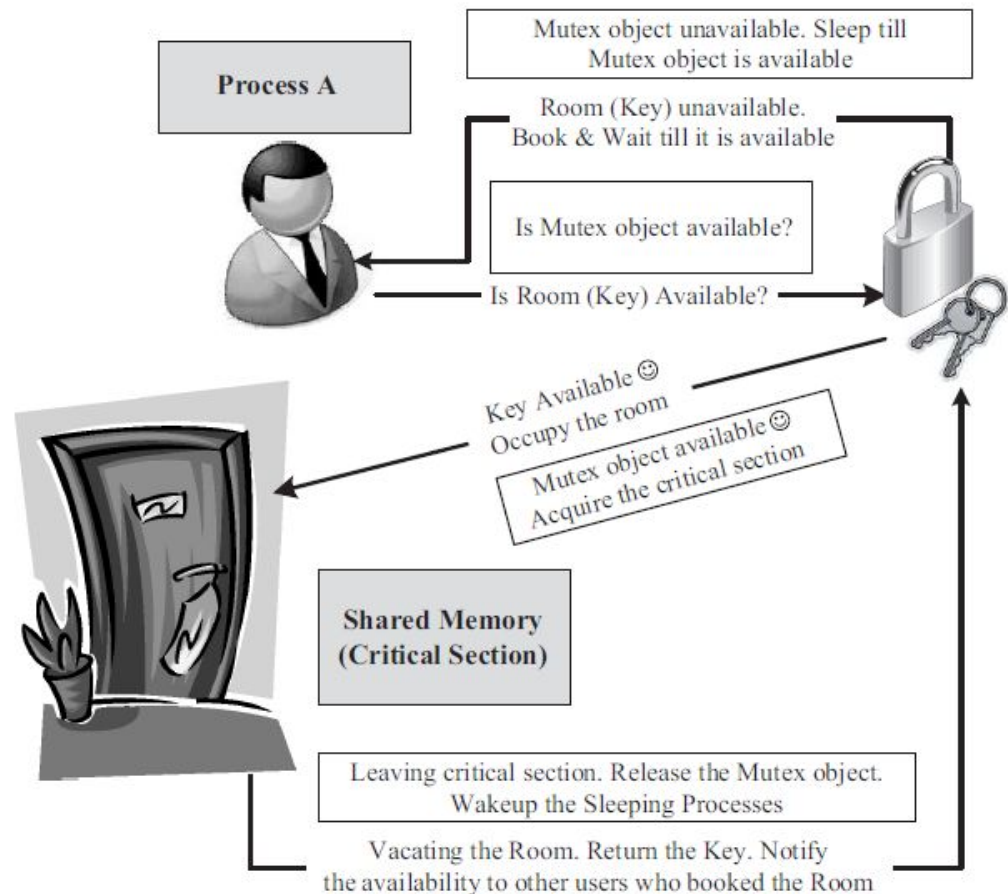 Mutex object unavailable. Sleep till
Mutex object is available
Process A
Room (Key) unavailable.
Book & Wait till it is available
Is Mutex object available?
Is Room (Key) Available?
Key Available ☺
Occupy the room
Mutex object available ☺
Acquire the critical section
Shared Memory
(Critical Section)
Leaving critical section. Release the Mutex object.
Wakeup the Sleeping Processes
Vacating the Room. Return the Key. Notify
the availability to other users who booked the Room